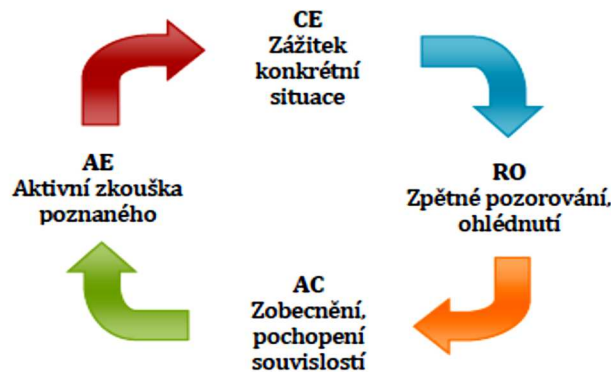 CE
Zážitek
konkrétní
situace
RO
Zpětné pozorování,
ohlédnutí
AC
Zobecnění,
pochopení
souvislostí
AE
Aktivní zkouška
poznaného